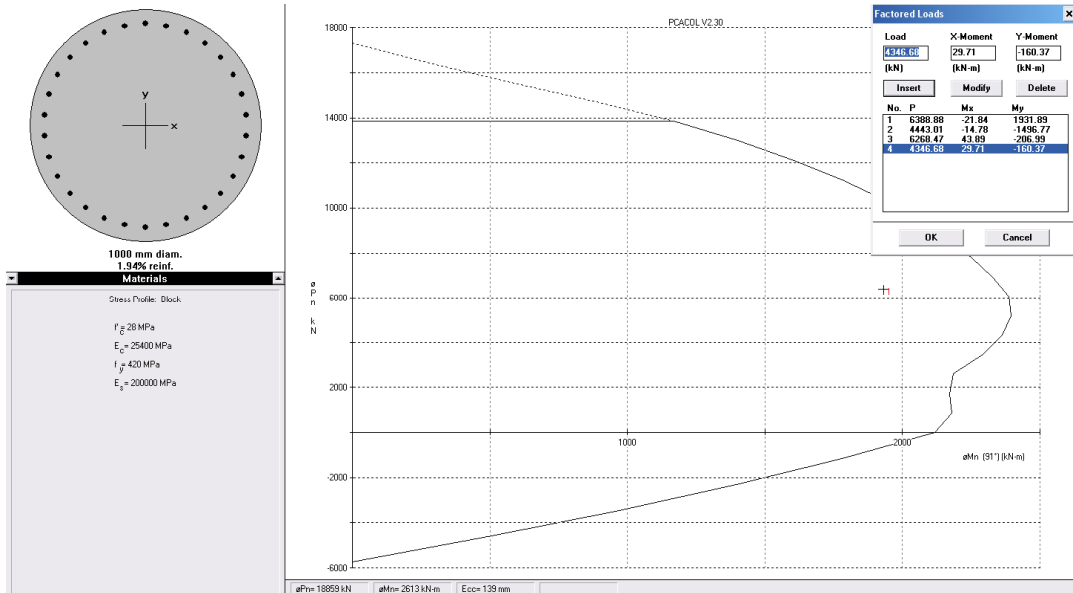 y
x
1000 mm diam.
1.94% reinf.
Materials
Stress Profile: Block
f'c = 28 MPa
Ec = 25400 MPa
fy = 420 MPa
Es = 200000 MPa
PCACOL V2.30
18000
14000
10000
6000
2000
-2000
-6000
ø
P
n
k
N
1000
2000
øMn (91°)(kN-m)
1
øPn= 18859 kN øMn= 2613 kN-m Ecc= 139 mm
Factored Loads
Load X-Moment Y-Moment
4346.68 29.71 -160.37
(kN) (kN-m) (kN-m)
Insert Modify Delete
No. P Mx My
1 6388.88 -21.84 1931.89
2 4443.01 -14.78 -1496.77
3 6268.47 43.89 -206.99
4 4346.68 29.71 -160.37
OK Cancel